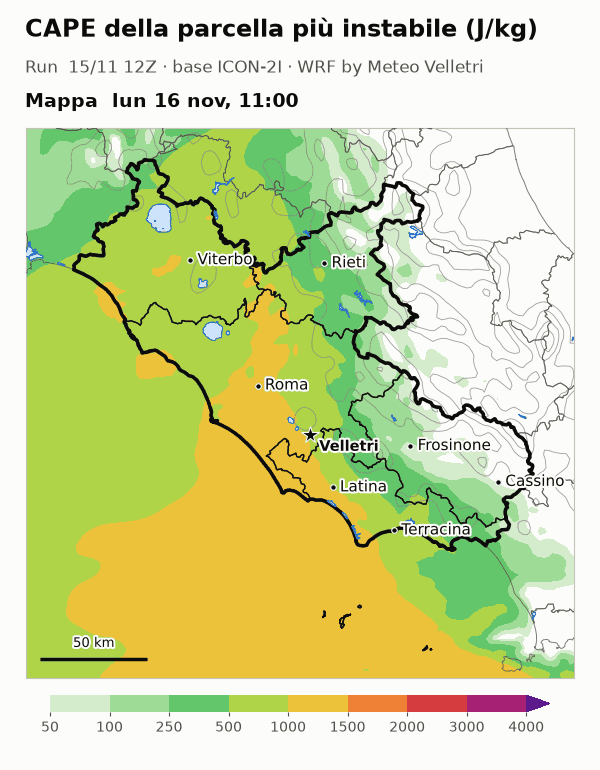 CAPE della parcella più instabile (J/kg)
Run  15/11 12Z · base ICON-2I · WRF by Meteo Velletri
Mappa  lun 16 nov, 11:00
Viterbo
Rieti
Roma
Velletri
Frosinone
Latina
Cassino
Terracina
50 km
50 100 250 500 1000 1500 2000 3000 4000